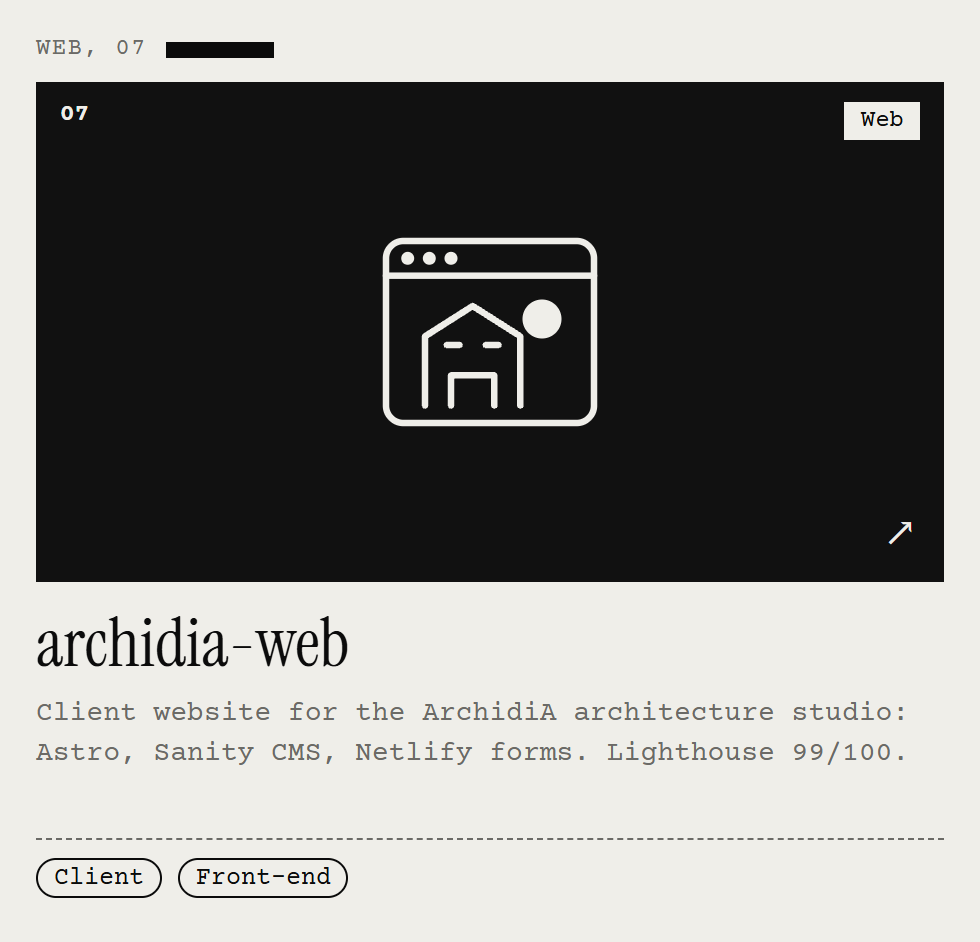 WEB, 07
07
Web
↗
archidia-web
Client website for the ArchidiA architecture studio:
Astro, Sanity CMS, Netlify forms. Lighthouse 99/100.
Client
Front-end